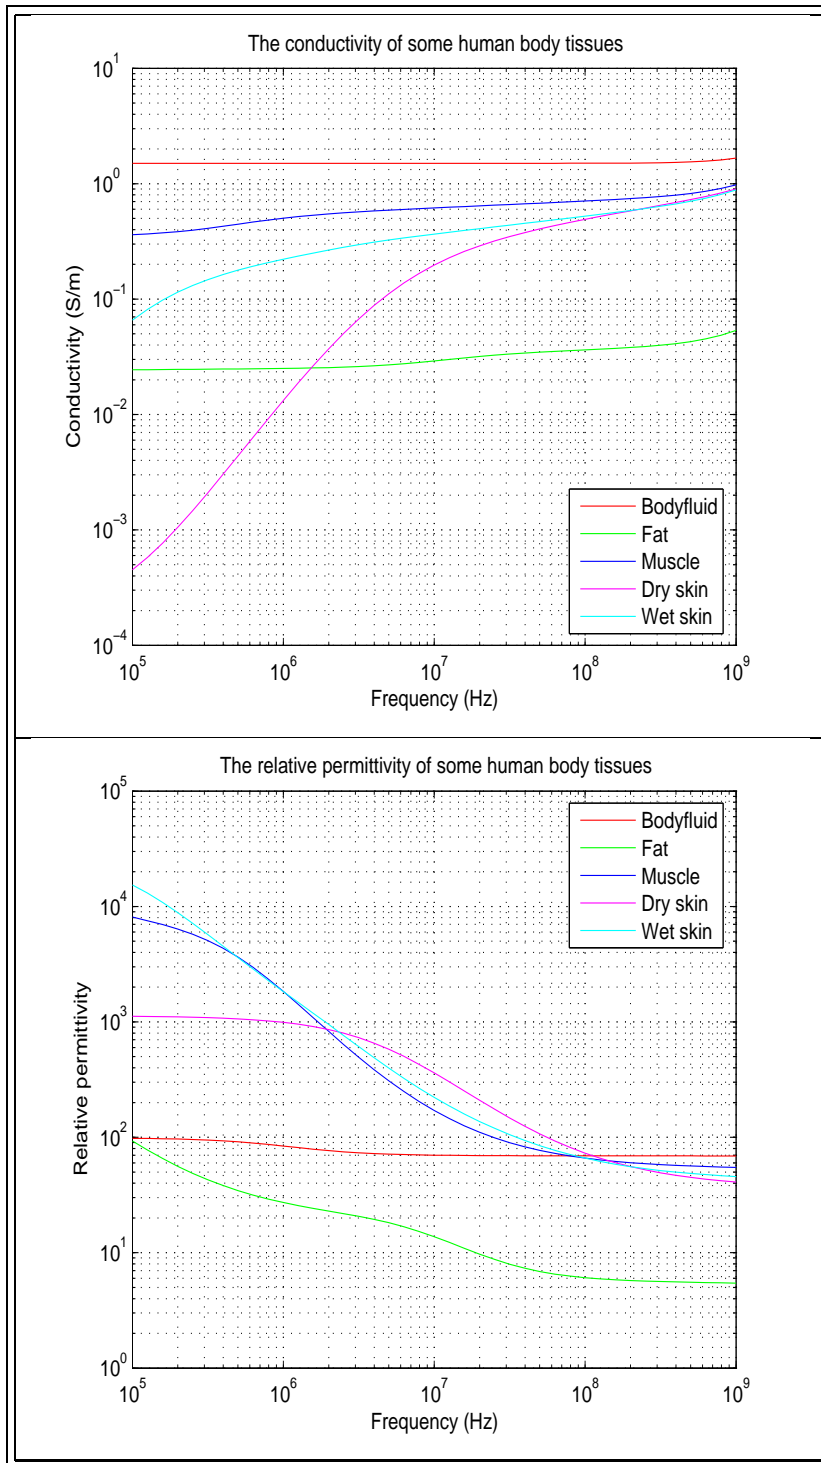 The conductivity of some human body tissues
10^1
10^0
10^−1
10^−2
10^−3
10^−4
Conductivity (S/m)
Bodyfluid
Fat
Muscle
Dry skin
Wet skin
10^5 10^6 10^7 10^8 10^9
Frequency (Hz)
The relative permittivity of some human body tissues
10^5
10^4
10^3
10^2
10^1
10^0
Relative permittivity
Bodyfluid
Fat
Muscle
Dry skin
Wet skin
10^5 10^6 10^7 10^8 10^9
Frequency (Hz)